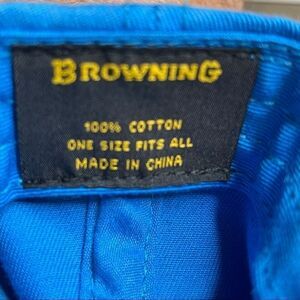 BROWNING
100% COTTON
ONE SIZE FITS ALL
MADE IN CHINA